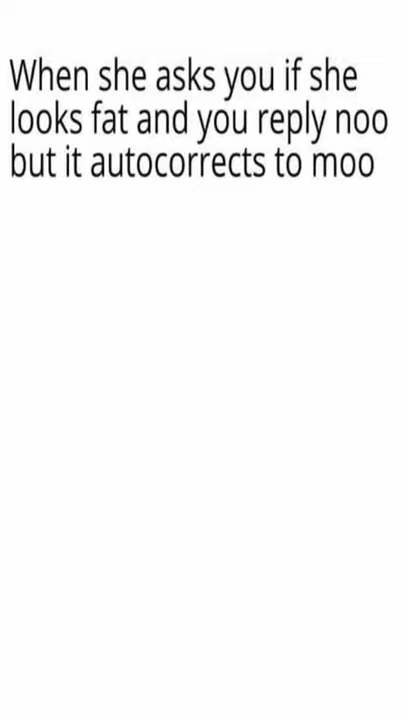 When she asks you if she
looks fat and you reply noo
but it autocorrects to moo